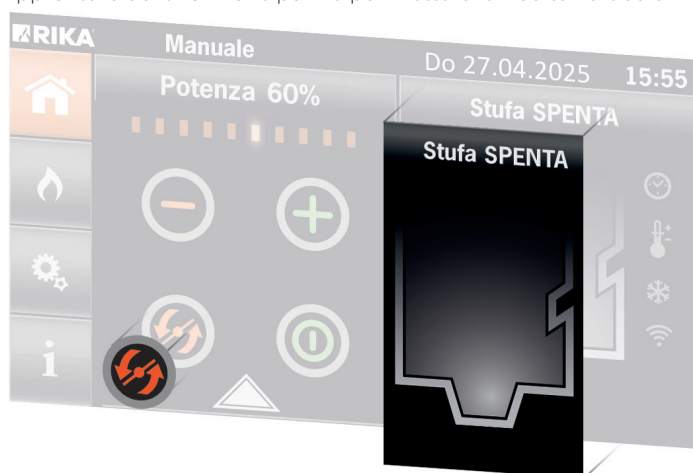 RIKA
Manuale
Do 27.04.2025 15:55
Potenza 60%
Stufa SPENTA
Stufa SPENTA
i